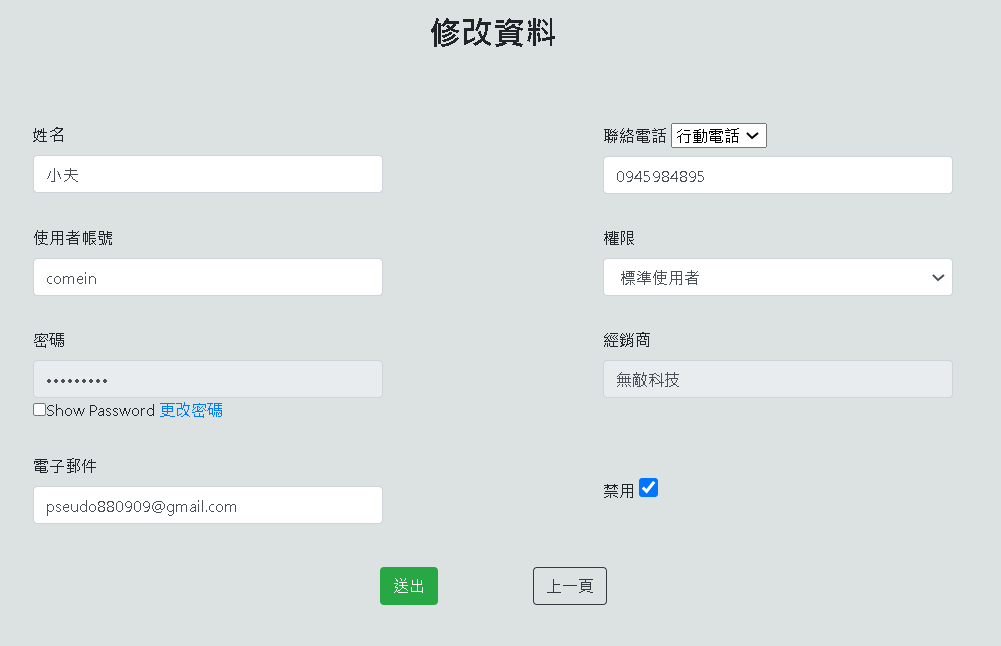 修改資料
姓名
小夫
聯絡電話 行動電話
0945984895
使用者帳號
comein
權限
標準使用者
密碼
•••••••••
Show Password 更改密碼
經銷商
無敵科技
電子郵件
pseudo880909@gmail.com
禁用
送出
上一頁